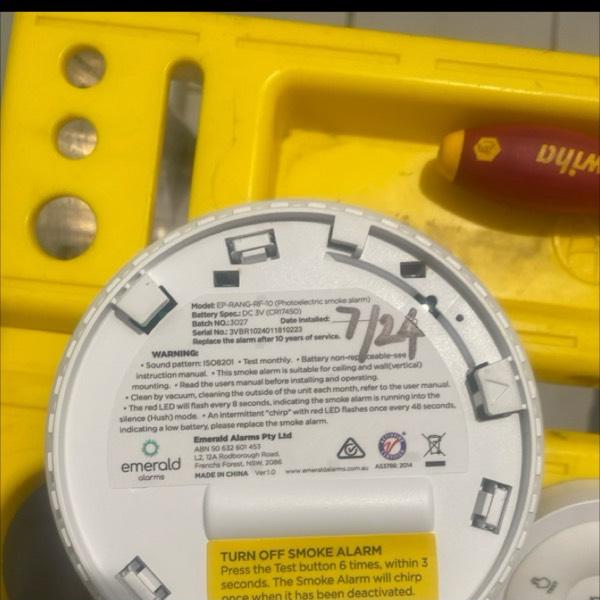 wiha
Model: EP-RANG-RF-10 (Photoelectric smoke alarm)
Battery Spec.: DC 3V (CR17450)
Batch NO.: 3027
Date Installed: 7/24
Serial No.: 3VBR1024011810223
Replace the alarm after 10 years of service.
WARNING:
• Sound pattern: ISO8201 • Test monthly. • Battery non-replaceable-see
instruction manual. • This smoke alarm is suitable for ceiling and wall(vertical)
mounting. • Read the users manual before installing and operating.
• Clean by vacuum, cleaning the outside of the unit each month, refer to the user manual.
• The red LED will flash every 8 seconds, indicating the smoke alarm is running into the
silence (Hush) mode. • An intermittent "chirp" with red LED flashes once every 48 seconds,
indicating a low battery, please replace the smoke alarm.
emerald
alarms
Emerald Alarms Pty Ltd
ABN 50 632 601 453
L2, 12A Rodborough Road,
Frenchs Forest, NSW, 2086
MADE IN CHINA Ver1.0 www.emeraldalarms.com.au
AS3786: 2014
TURN OFF SMOKE ALARM
Press the Test button 6 times, within 3
seconds. The Smoke Alarm will chirp
once when it has been deactivated.